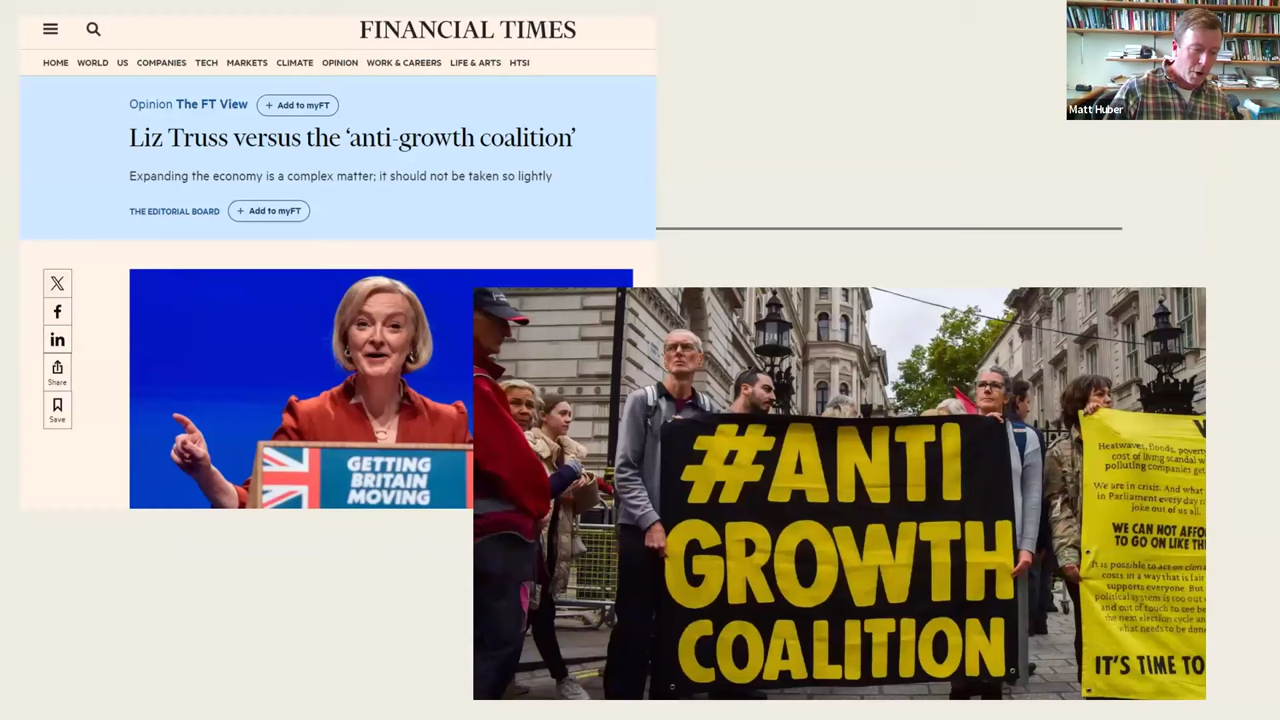 FINANCIAL TIMES
HOME WORLD US COMPANIES TECH MARKETS CLIMATE OPINION WORK & CAREERS LIFE & ARTS HTSI
Opinion The FT View + Add to myFT
Liz Truss versus the ‘anti-growth coalition’
Expanding the economy is a complex matter; it should not be taken so lightly
THE EDITORIAL BOARD + Add to myFT
X
f
in
Share
Save
GETTING
BRITAIN
MOVING
#ANTI
GROWTH
COALITION
Heatwaves, floods, povert
cost of living scandal w
polluting companies get
We are in crisis. And what
in Parliament every day
joke out of us all.
WE CAN NOT AFFO
TO GO ON LIKE TH
It is possible to act on clim
costs in a way that is fair
supports everyone. But
political system is too out
and out of touch to see be
the next election cycle an
what needs to be don
IT'S TIME TO
Matt Huber